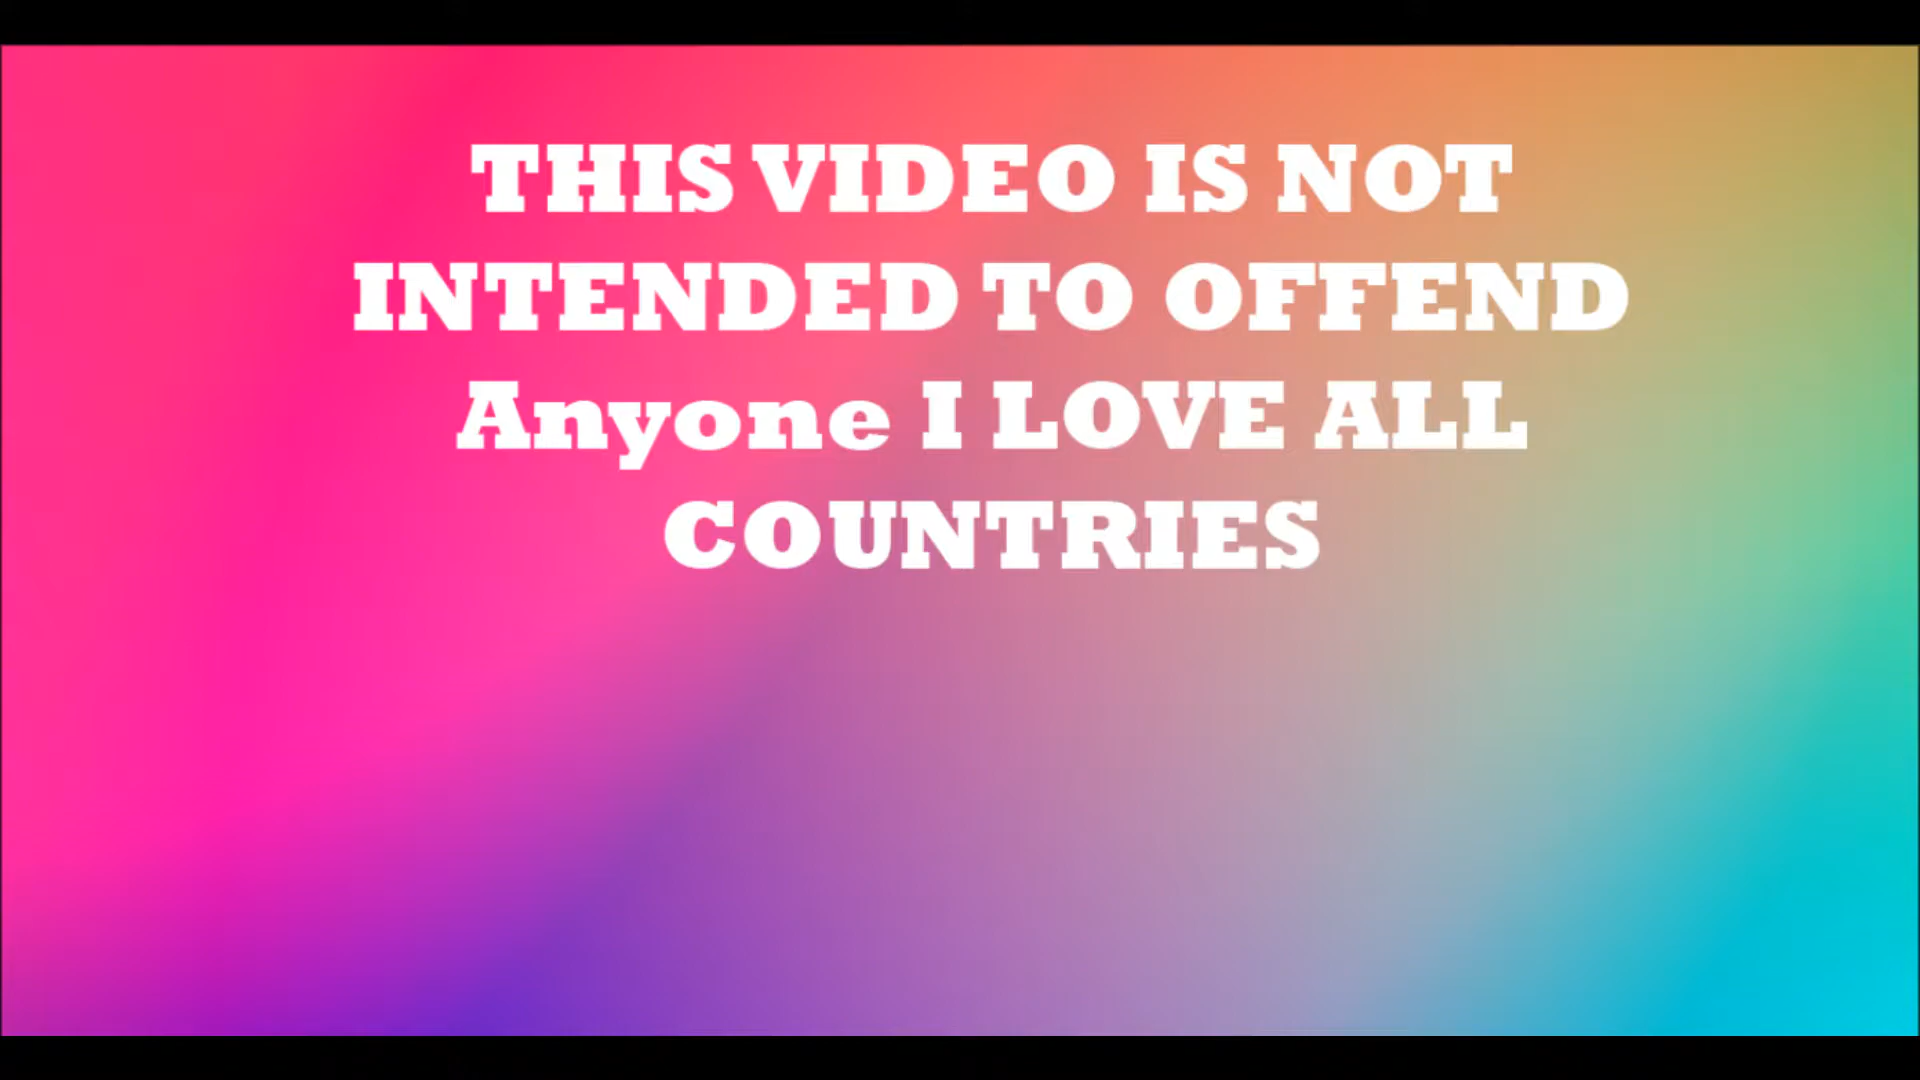 THIS VIDEO IS NOT
INTENDED TO OFFEND
Anyone I LOVE ALL
COUNTRIES